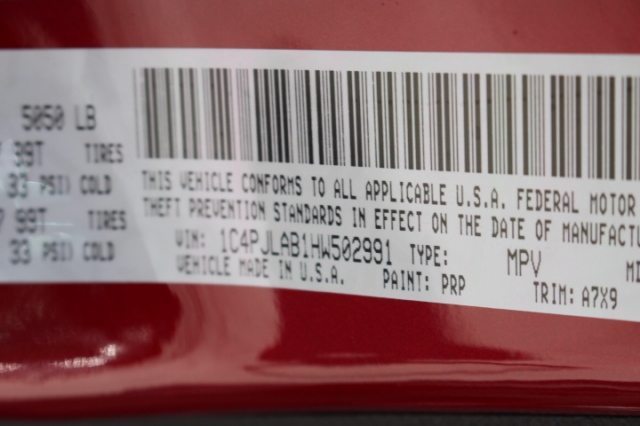 5050 LB
99T TIRES
33 PSI) COLD
99T TIRES
33 PSI) COLD
THIS VEHICLE CONFORMS TO ALL APPLICABLE U.S.A. FEDERAL MOTOR
THEFT PREVENTION STANDARDS IN EFFECT ON THE DATE OF MANUFACTU
VIN: 1C4PJLAB1HW502991 TYPE: MPV
VEHICLE MADE IN U.S.A. PAINT: PRP TRIM: A7X9